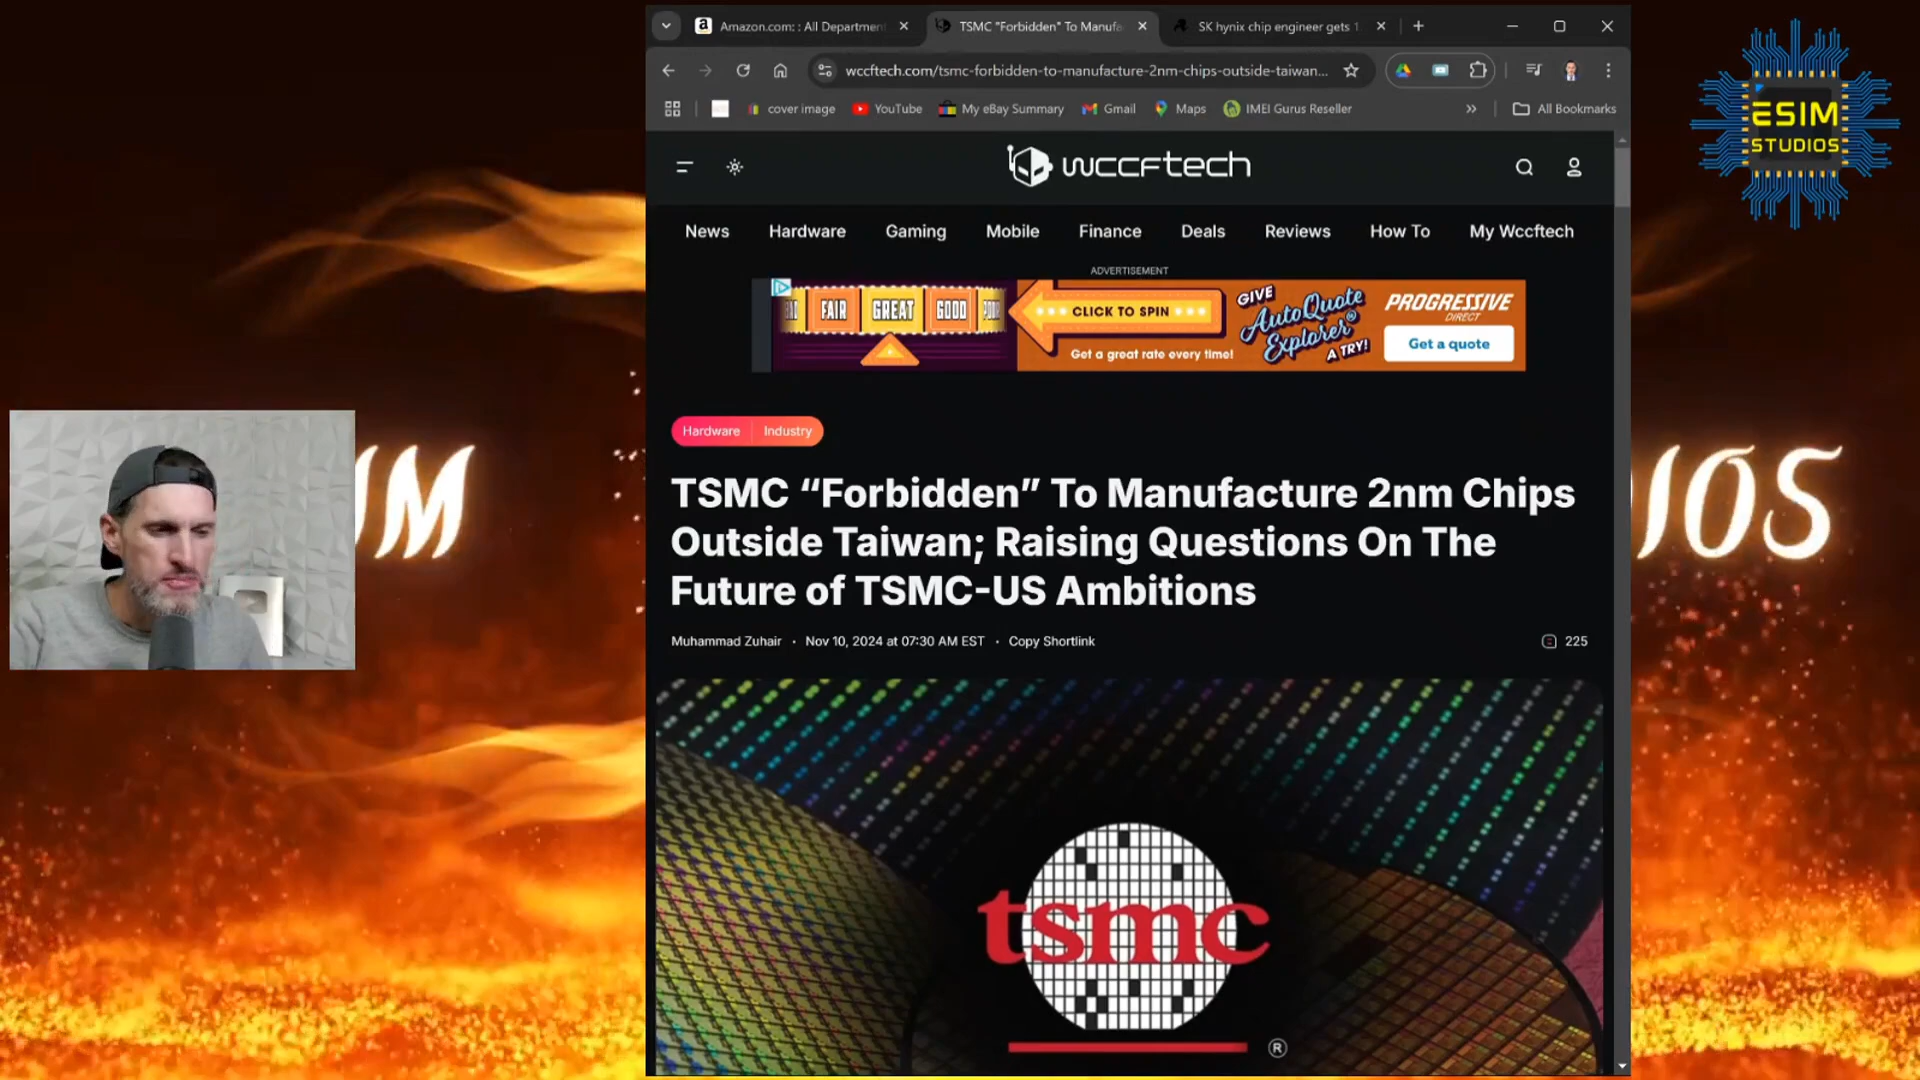 Amazon.com: : All Departmen
TSMC "Forbidden" To Manufa
SK hynix chip engineer gets 1
wccftech.com/tsmc-forbidden-to-manufacture-2nm-chips-outside-taiwan...
cover image
YouTube
My eBay Summary
Gmail
Maps
IMEI Gurus Reseller
All Bookmarks
ESIM
STUDIOS
wccftech
News
Hardware
Gaming
Mobile
Finance
Deals
Reviews
How To
My Wccftech
ADVERTISEMENT
FAIR
GREAT
GOOD
CLICK TO SPIN
Get a great rate every time!
GIVE
AutoQuote
Explorer®
A TRY!
PROGRESSIVE
DIRECT
Get a quote
Hardware
Industry
TSMC “Forbidden” To Manufacture 2nm Chips
Outside Taiwan; Raising Questions On The
Future of TSMC-US Ambitions
Muhammad Zuhair • Nov 10, 2024 at 07:30 AM EST • Copy Shortlink
225
IM
IOS
tsmc
®